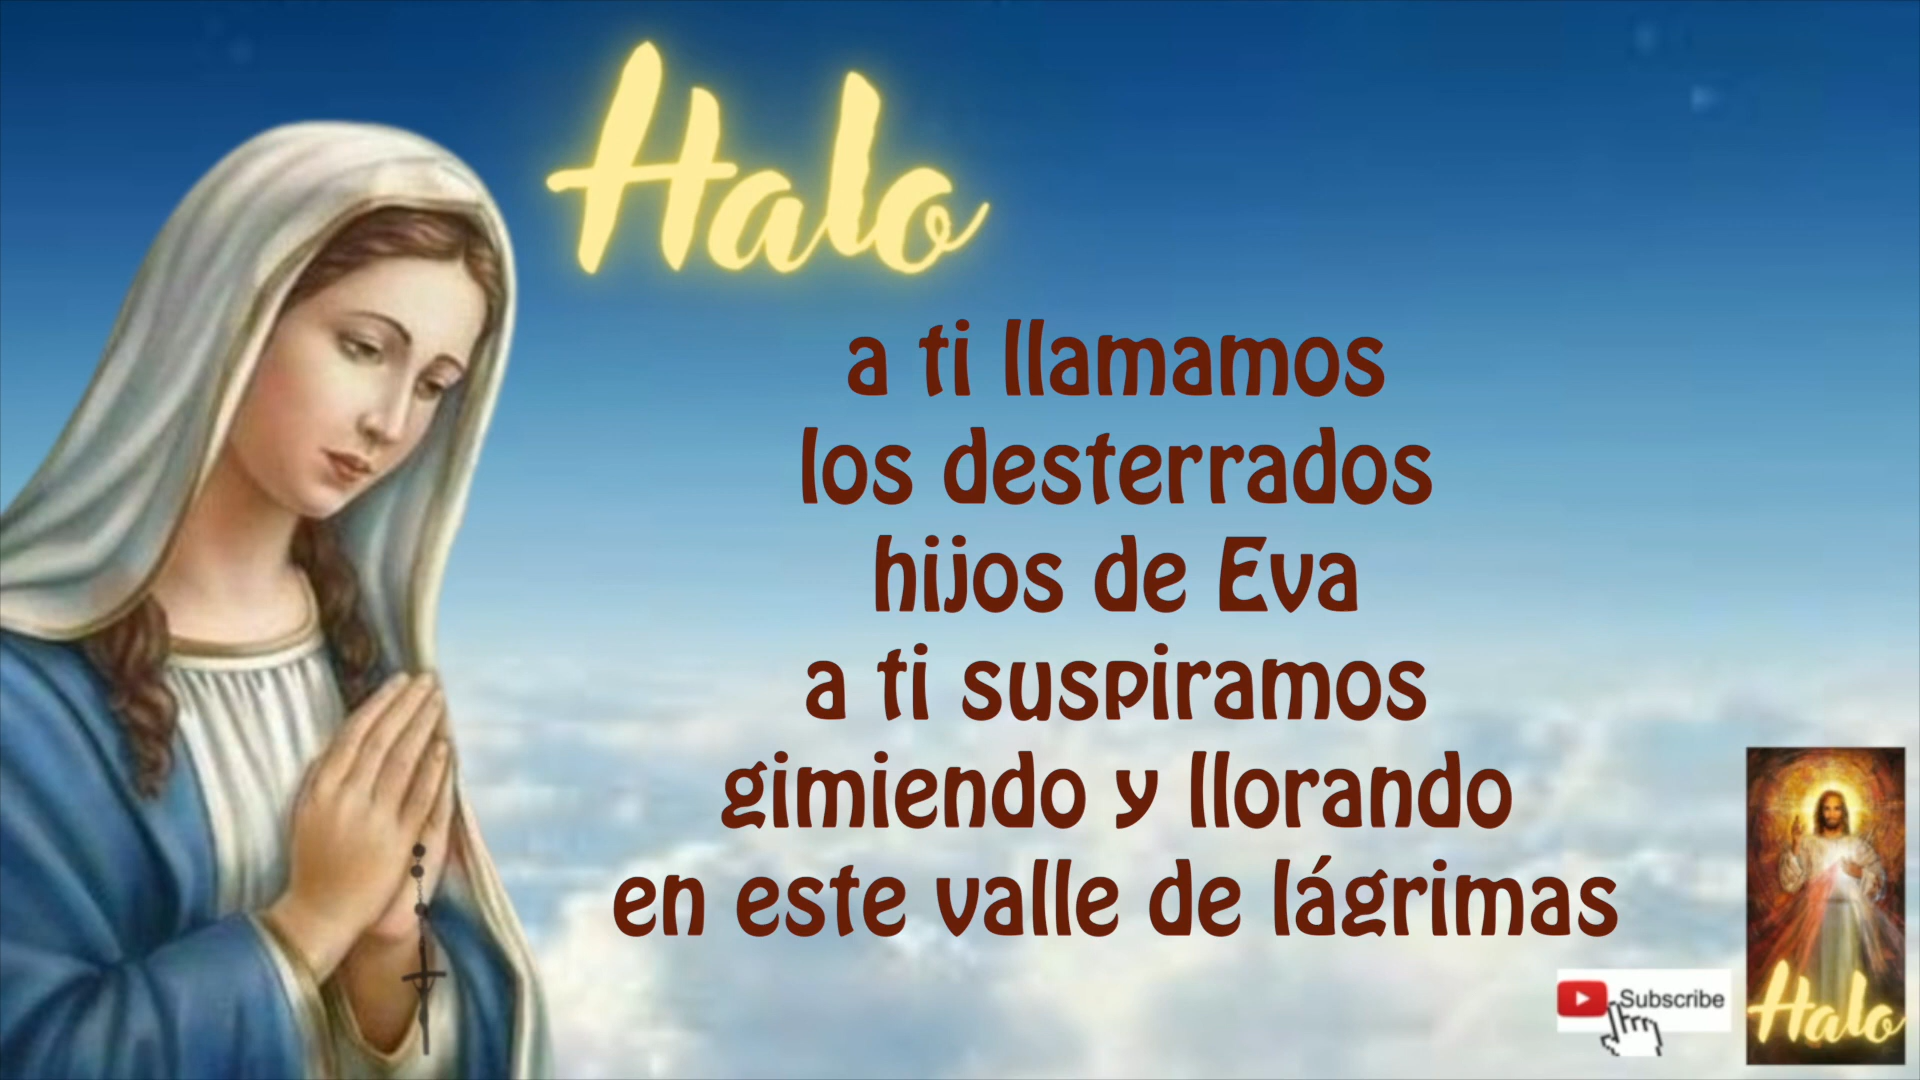 Halo
a ti llamamos
los desterrados
hijos de Eva
a ti suspiramos
gimiendo y llorando
en este valle de lágrimas
Subscribe
Halo